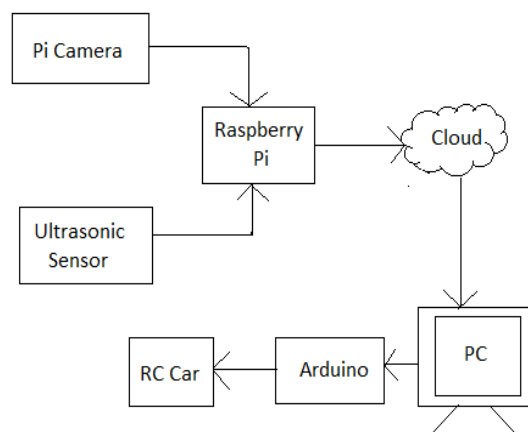 Pi Camera
Raspberry
Pi
Cloud
Ultrasonic
Sensor
PC
RC Car
Arduino